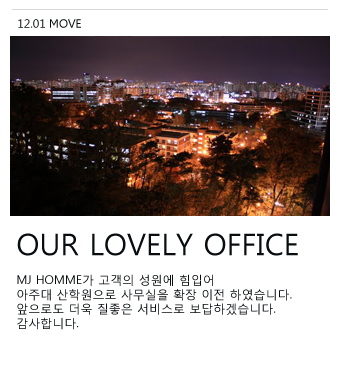 12.01 MOVE
OUR LOVELY OFFICE
MJ HOMME가 고객의 성원에 힘입어
아주대 산학원으로 사무실을 확장 이전 하였습니다.
앞으로도 더욱 질좋은 서비스로 보답하겠습니다.
감사합니다.